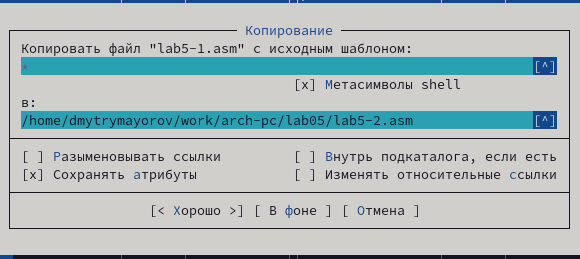 Копирование
Копировать файл "lab5-1.asm" с исходным шаблоном:
* [^]
[x] Метасимволы shell
в:
/home/dmytrymayorov/work/arch-pc/lab05/lab5-2.asm [^]
[ ] Разыменовывать ссылки [ ] Внутрь подкаталога, если есть
[x] Сохранять атрибуты [ ] Изменять относительные ссылки
[< Хорошо >] [ В фоне ] [ Отмена ]